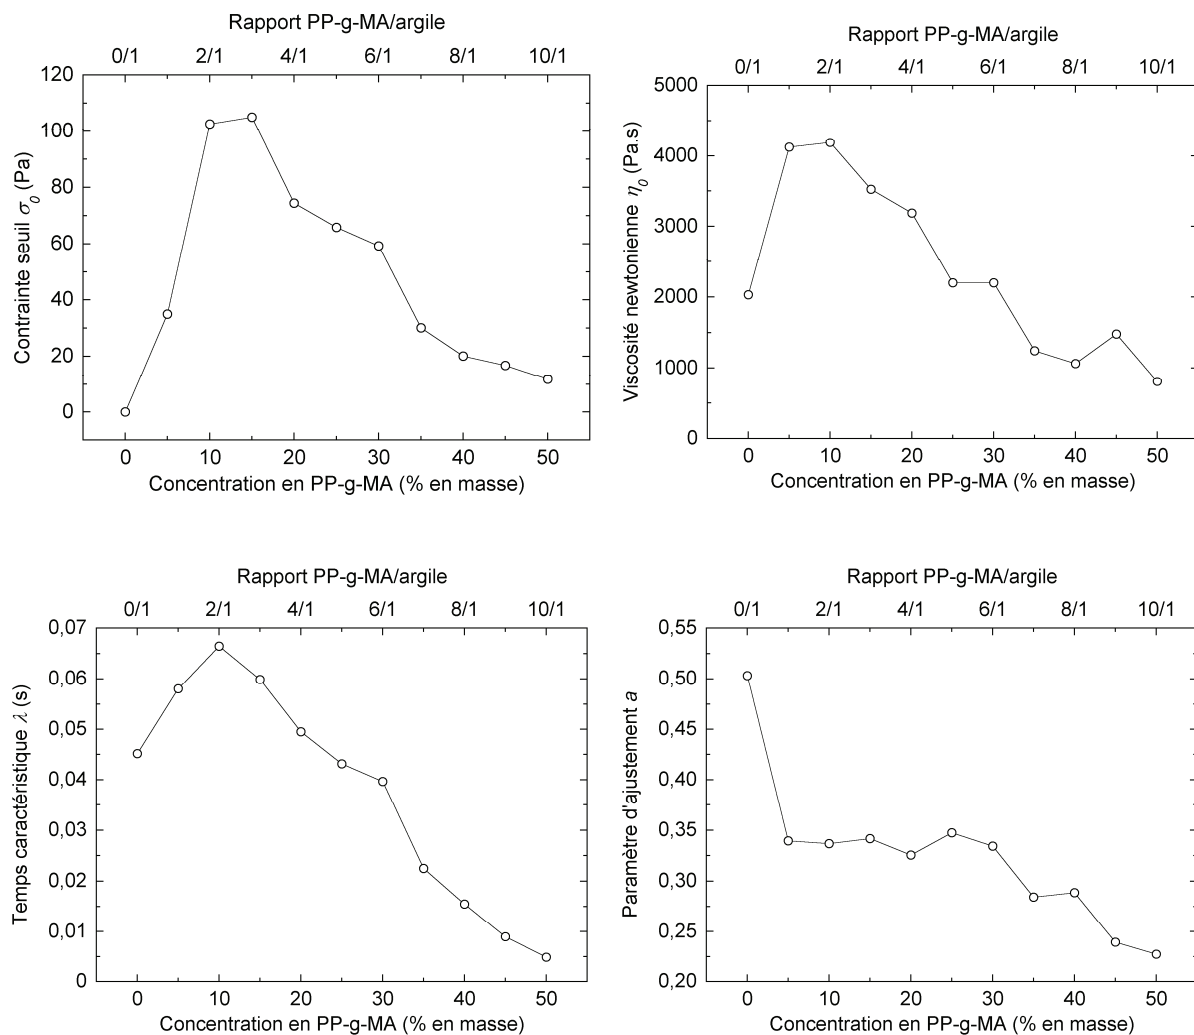 Rapport PP-g-MA/argile
0/1 2/1 4/1 6/1 8/1 10/1
120
100
80
60
40
20
0
Contrainte seuil σ0 (Pa)
0 10 20 30 40 50
Concentration en PP-g-MA (% en masse)
Rapport PP-g-MA/argile
0/1 2/1 4/1 6/1 8/1 10/1
5000
4000
3000
2000
1000
0
Viscosité newtonienne η0 (Pa.s)
0 10 20 30 40 50
Concentration en PP-g-MA (% en masse)
Rapport PP-g-MA/argile
0/1 2/1 4/1 6/1 8/1 10/1
0,07
0,06
0,05
0,04
0,03
0,02
0,01
0
Temps caractéristique λ (s)
0 10 20 30 40 50
Concentration en PP-g-MA (% en masse)
Rapport PP-g-MA/argile
0/1 2/1 4/1 6/1 8/1 10/1
0,55
0,50
0,45
0,40
0,35
0,30
0,25
0,20
Paramètre d'ajustement a
0 10 20 30 40 50
Concentration en PP-g-MA (% en masse)